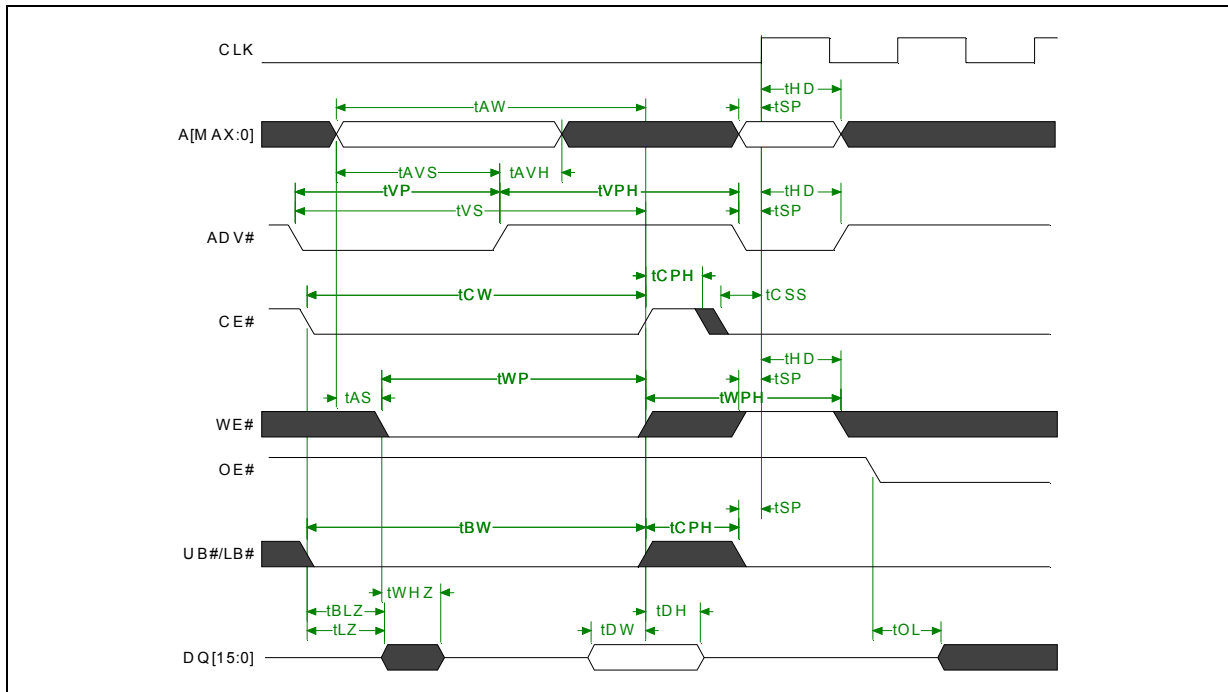 CLK
tHD
tAW
tSP
A[MAX:0]
tAVS
tAVH
tVP
tVPH
tHD
tVS
tSP
ADV#
tCPH
tCW
tCSS
CE#
tHD
tWP
tSP
tAS
tWPH
WE#
OE#
tSP
tBW
tCPH
UB#/LB#
tWHZ
tBLZ
tDH
tLZ
tDW
tOL
DQ[15:0]